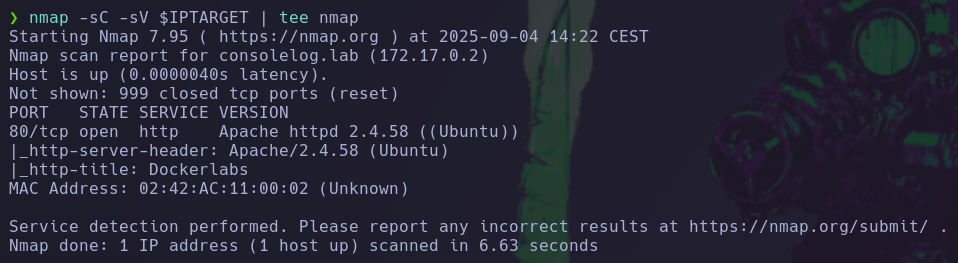 ❯ nmap -sC -sV $IPTARGET | tee nmap
Starting Nmap 7.95 ( https://nmap.org ) at 2025-09-04 14:22 CEST
Nmap scan report for consolelog.lab (172.17.0.2)
Host is up (0.0000040s latency).
Not shown: 999 closed tcp ports (reset)
PORT   STATE SERVICE VERSION
80/tcp open  http    Apache httpd 2.4.58 ((Ubuntu))
|_http-server-header: Apache/2.4.58 (Ubuntu)
|_http-title: Dockerlabs
MAC Address: 02:42:AC:11:00:02 (Unknown)

Service detection performed. Please report any incorrect results at https://nmap.org/submit/ .
Nmap done: 1 IP address (1 host up) scanned in 6.63 seconds